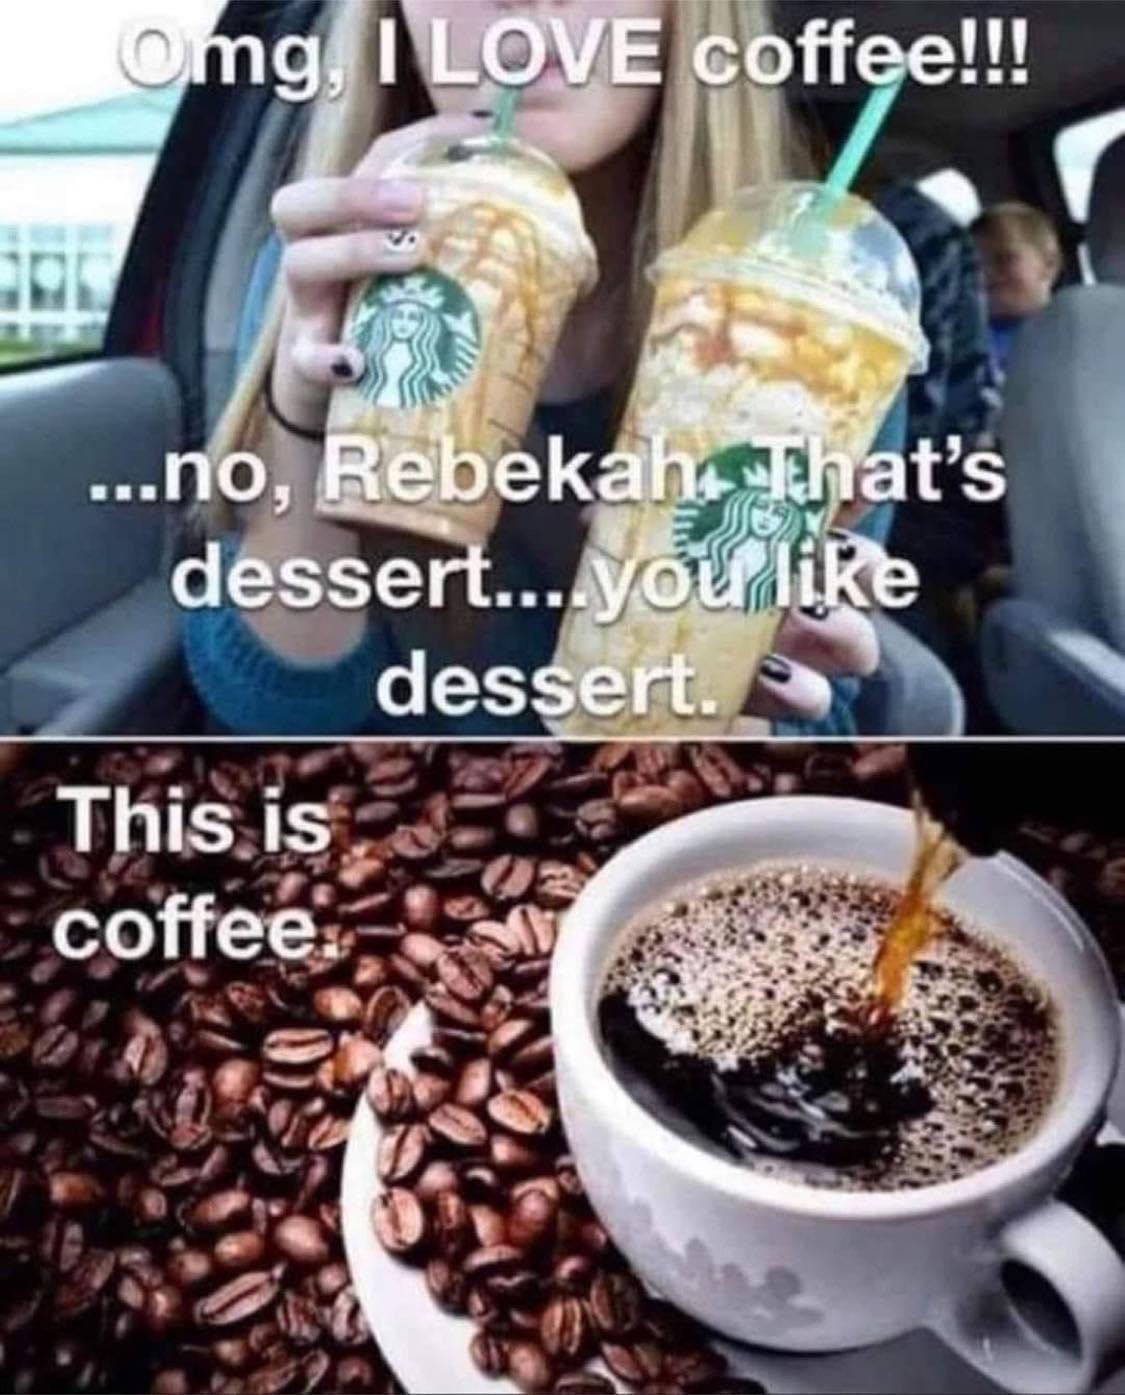 Omg, I LOVE coffee!!!
...no, Rebekah. That's
dessert....you like
dessert.
This is
coffee.